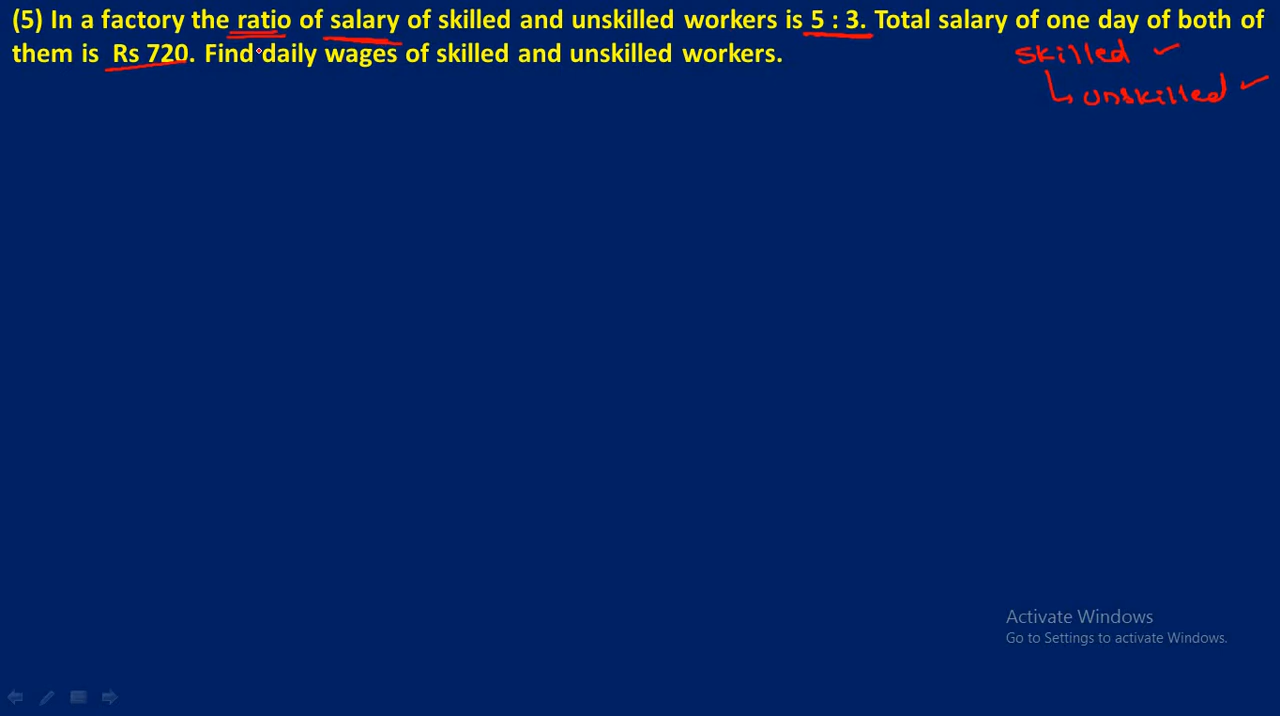 (5) In a factory the ratio of salary of skilled and unskilled workers is 5 : 3. Total salary of one day of both of
them is Rs 720. Find daily wages of skilled and unskilled workers.
skilled
unskilled
Activate Windows
Go to Settings to activate Windows.